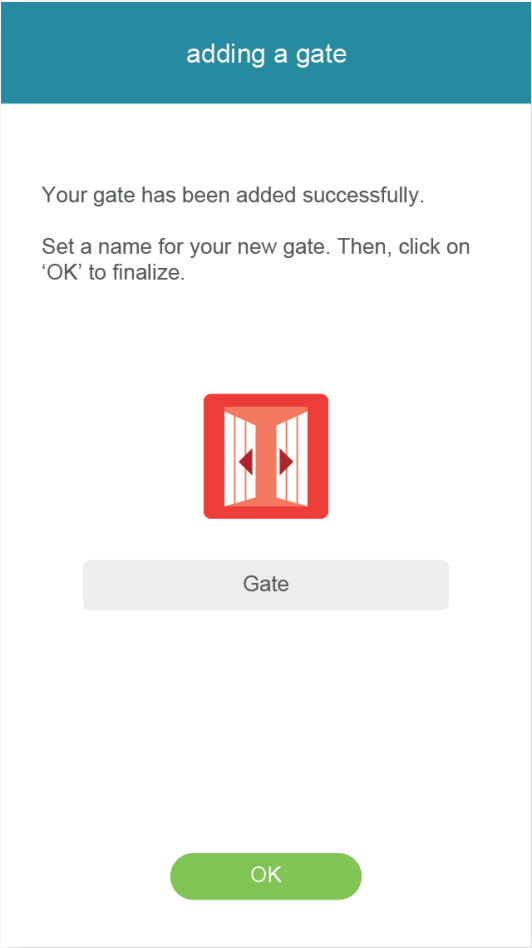 adding a gate
Your gate has been added successfully.
Set a name for your new gate. Then, click on
‘OK’ to finalize.
Gate
OK